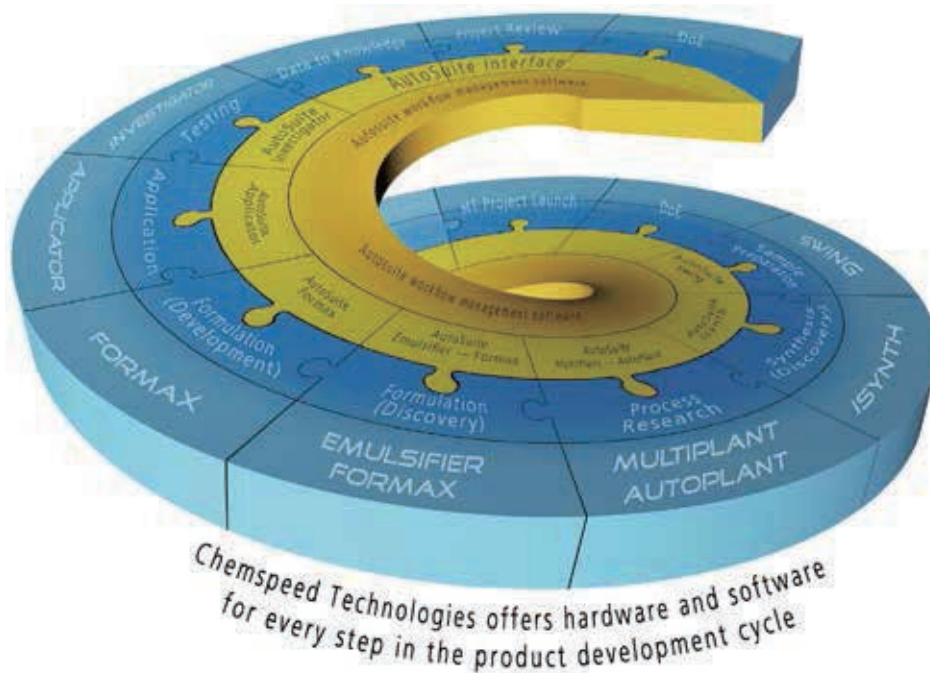 Project Review
DoE
Data to Knowledge
AutoSuite Interface
INVESTIGATOR
Testing
AutoSuite
Investigator
Autosuite workflow management software
APPLICATOR
Application
AutoSuite
Applicator
HT Project Launch
DoE
Sample
Preparation
SWING
AutoSuite
Swing
Autosuite workflow management software
AutoSuite
Formax
Formulation
(Development)
FORMAX
AutoSuite
Emulsifier — Formax
AutoSuite
Multiplant — Autoplant
AutoSuite
Isynth
Synthesis
(Discovery)
ISYNTH
Formulation
(Discovery)
Process
Research
EMULSIFIER
FORMAX
MULTIPLANT
AUTOPLANT
Chemspeed Technologies offers hardware and software
for every step in the product development cycle